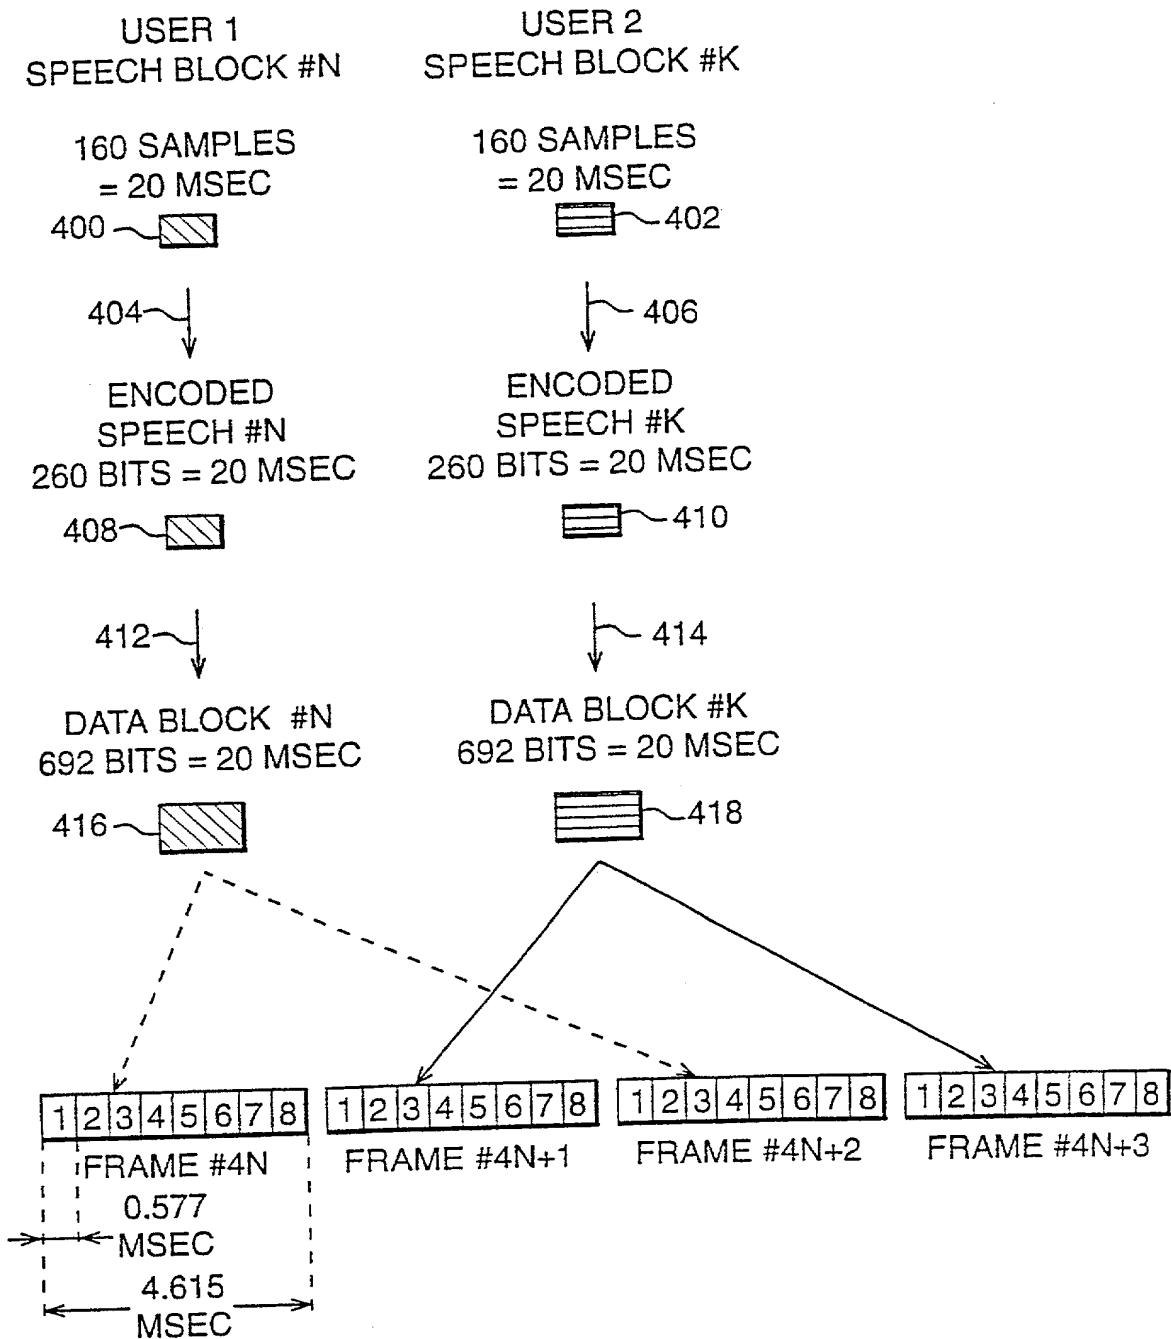 USER 1
SPEECH BLOCK #N
USER 2
SPEECH BLOCK #K
160 SAMPLES
= 20 MSEC
160 SAMPLES
= 20 MSEC
400
402
404
406
ENCODED
SPEECH #N
260 BITS = 20 MSEC
ENCODED
SPEECH #K
260 BITS = 20 MSEC
408
410
412
414
DATA BLOCK #N
692 BITS = 20 MSEC
DATA BLOCK #K
692 BITS = 20 MSEC
416
418
1 2 3 4 5 6 7 8
1 2 3 4 5 6 7 8
1 2 3 4 5 6 7 8
1 2 3 4 5 6 7 8
FRAME #4N
FRAME #4N+1
FRAME #4N+2
FRAME #4N+3
0.577
MSEC
4.615
MSEC